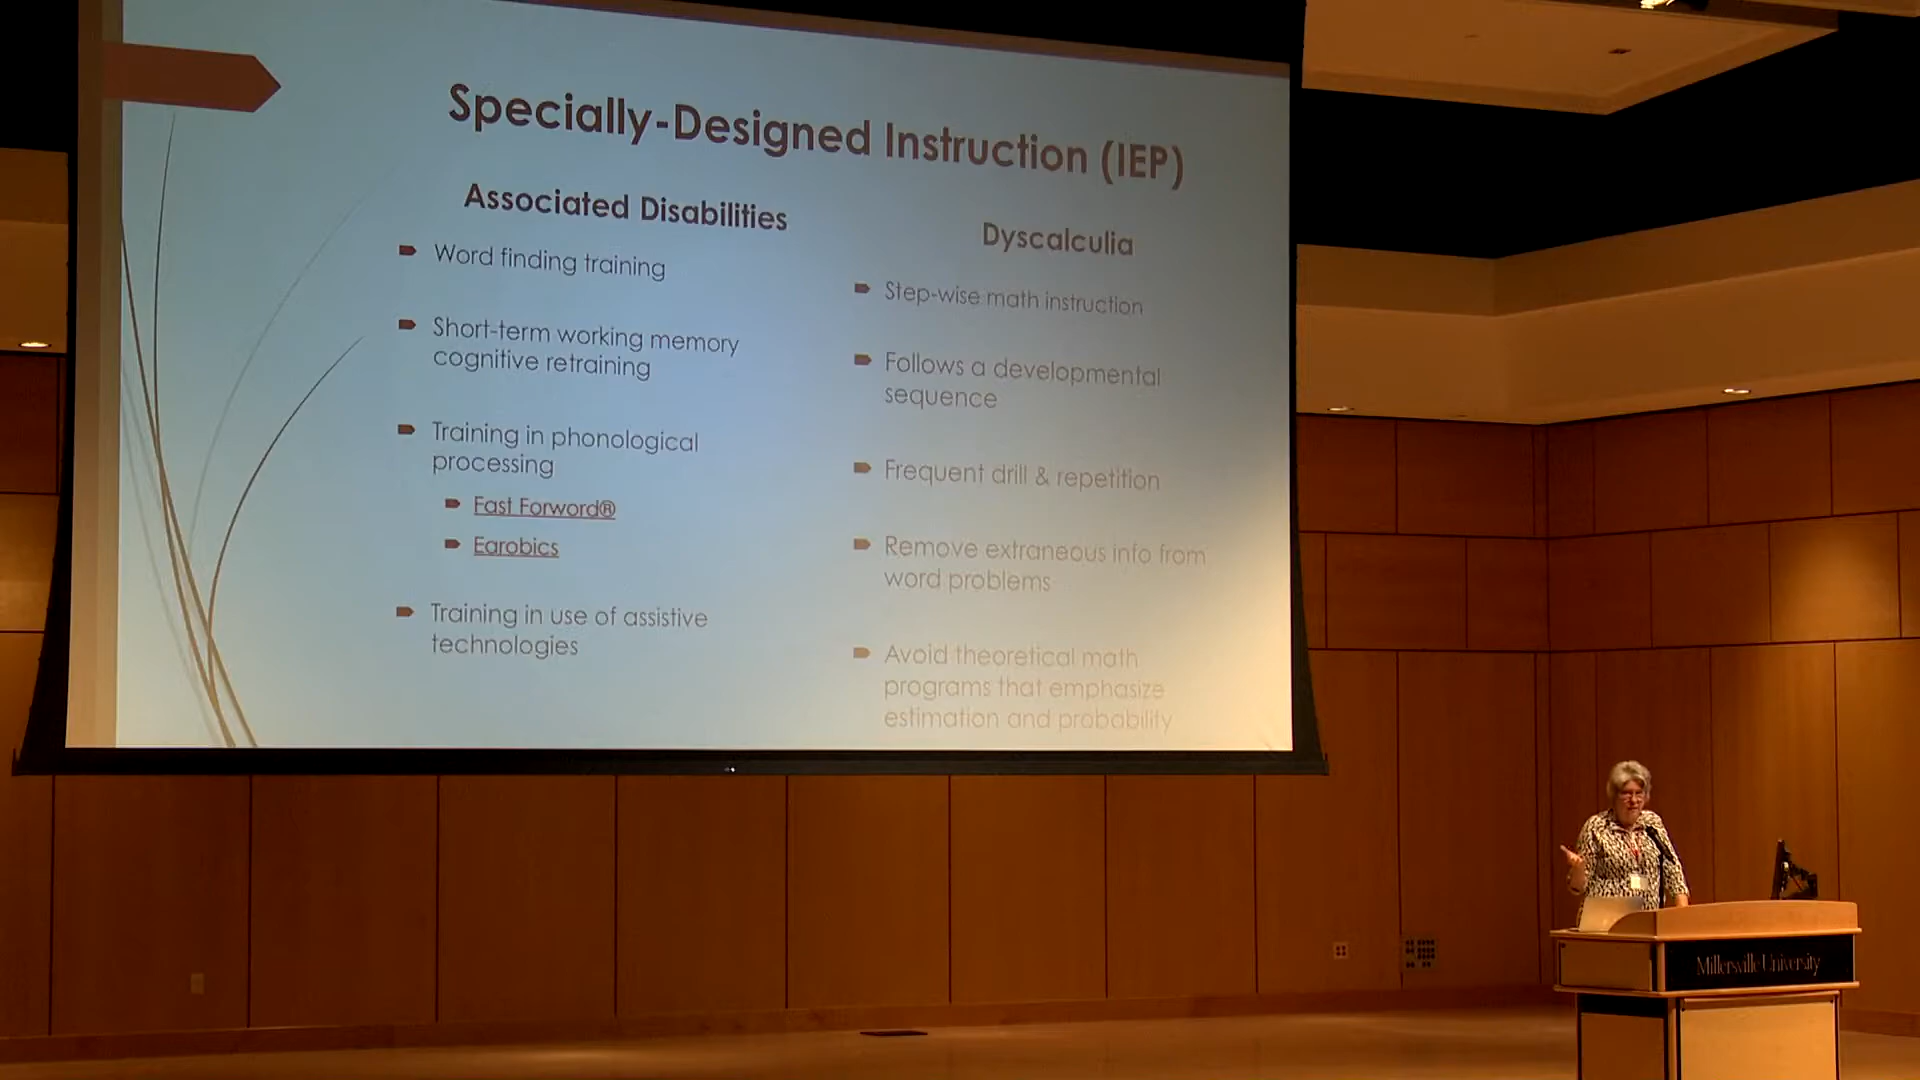 Specially-Designed Instruction (IEP)
Associated Disabilities
Word finding training
Short-term working memory
cognitive retraining
Training in phonological
processing
Fast Forword®
Earobics
Training in use of assistive
technologies
Dyscalculia
Step-wise math instruction
Follows a developmental
sequence
Frequent drill & repetition
Remove extraneous info from
word problems
Avoid theoretical math
programs that emphasize
estimation and probability
Millersville University